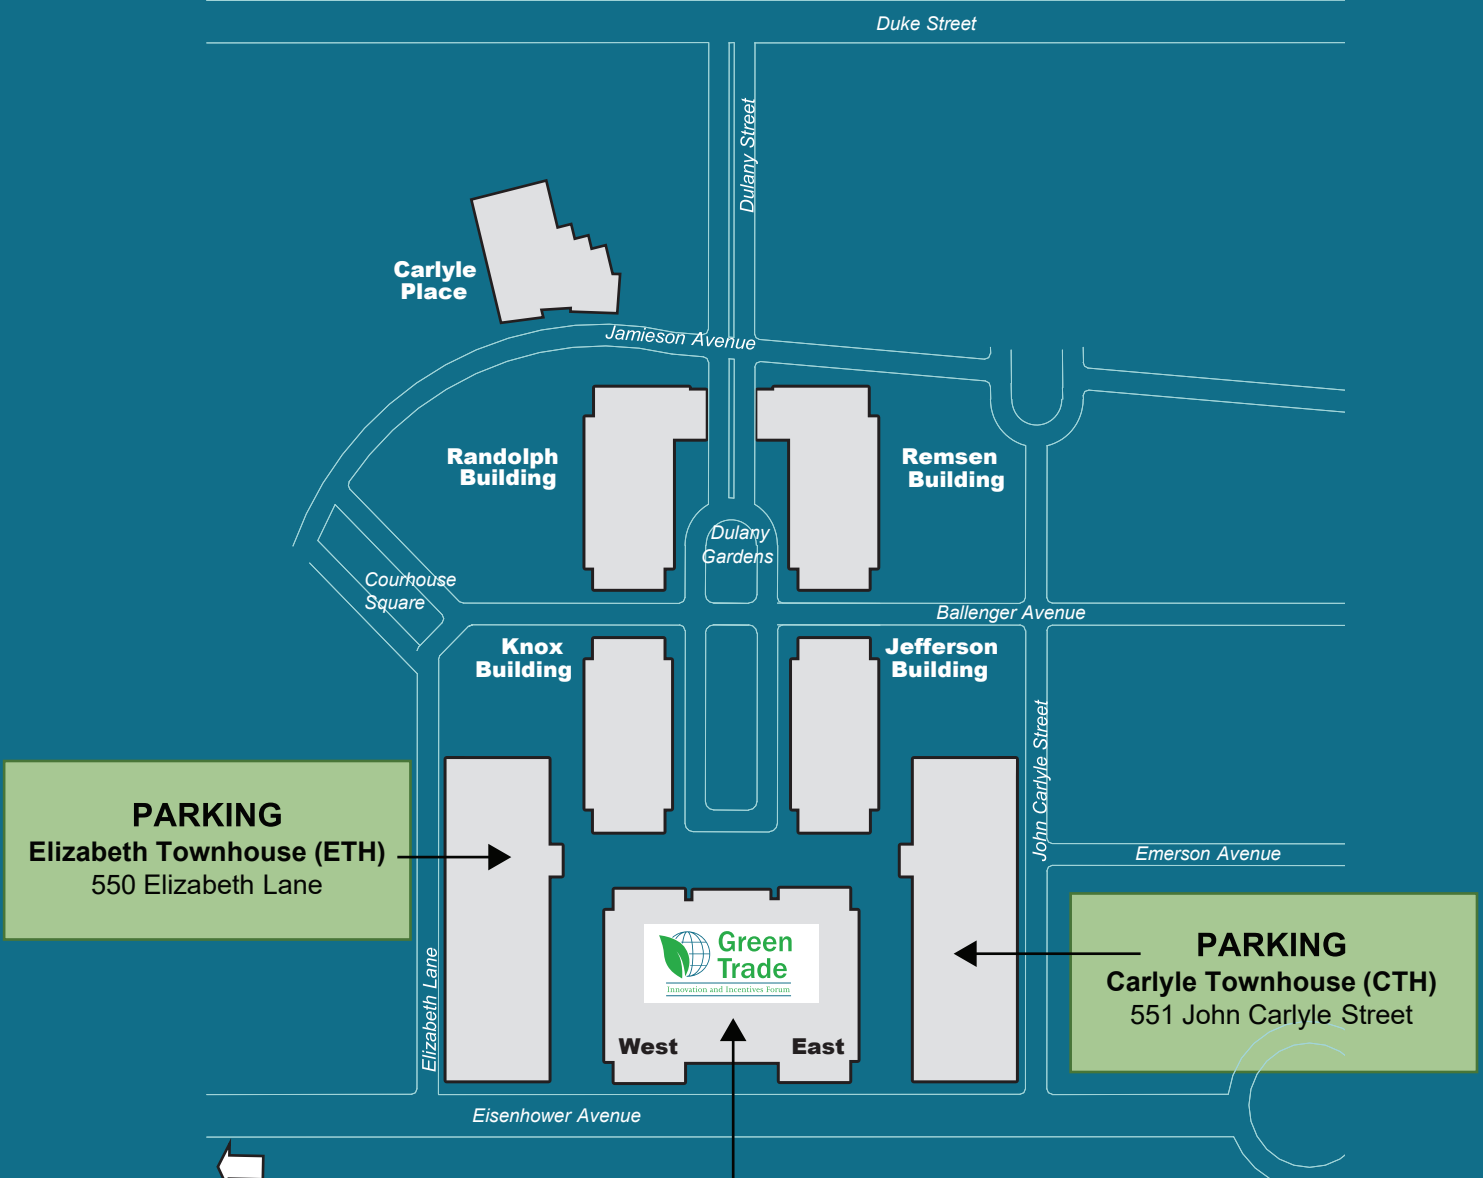 Duke Street
Dulany Street
Carlyle
Place
Jamieson Avenue
Randolph
Building
Remsen
Building
Dulany
Gardens
Courhouse
Square
Ballenger Avenue
Knox
Building
Jefferson
Building
John Carlyle Street
PARKING
Elizabeth Townhouse (ETH)
550 Elizabeth Lane
Emerson Avenue
Green
Trade
Innovation and Incentives Forum
PARKING
Carlyle Townhouse (CTH)
551 John Carlyle Street
Elizabeth Lane
West
East
Eisenhower Avenue